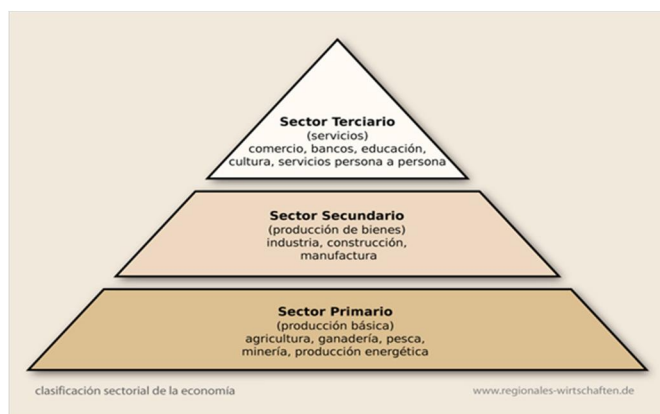 Sector Terciario
(servicios)
comercio, bancos, educación,
cultura, servicios persona a persona
Sector Secundario
(producción de bienes)
industria, construcción,
manufactura
Sector Primario
(producción básica)
agricultura, ganadería, pesca,
minería, producción energética
clasificación sectorial de la economía
www.regionales-wirtschaften.de